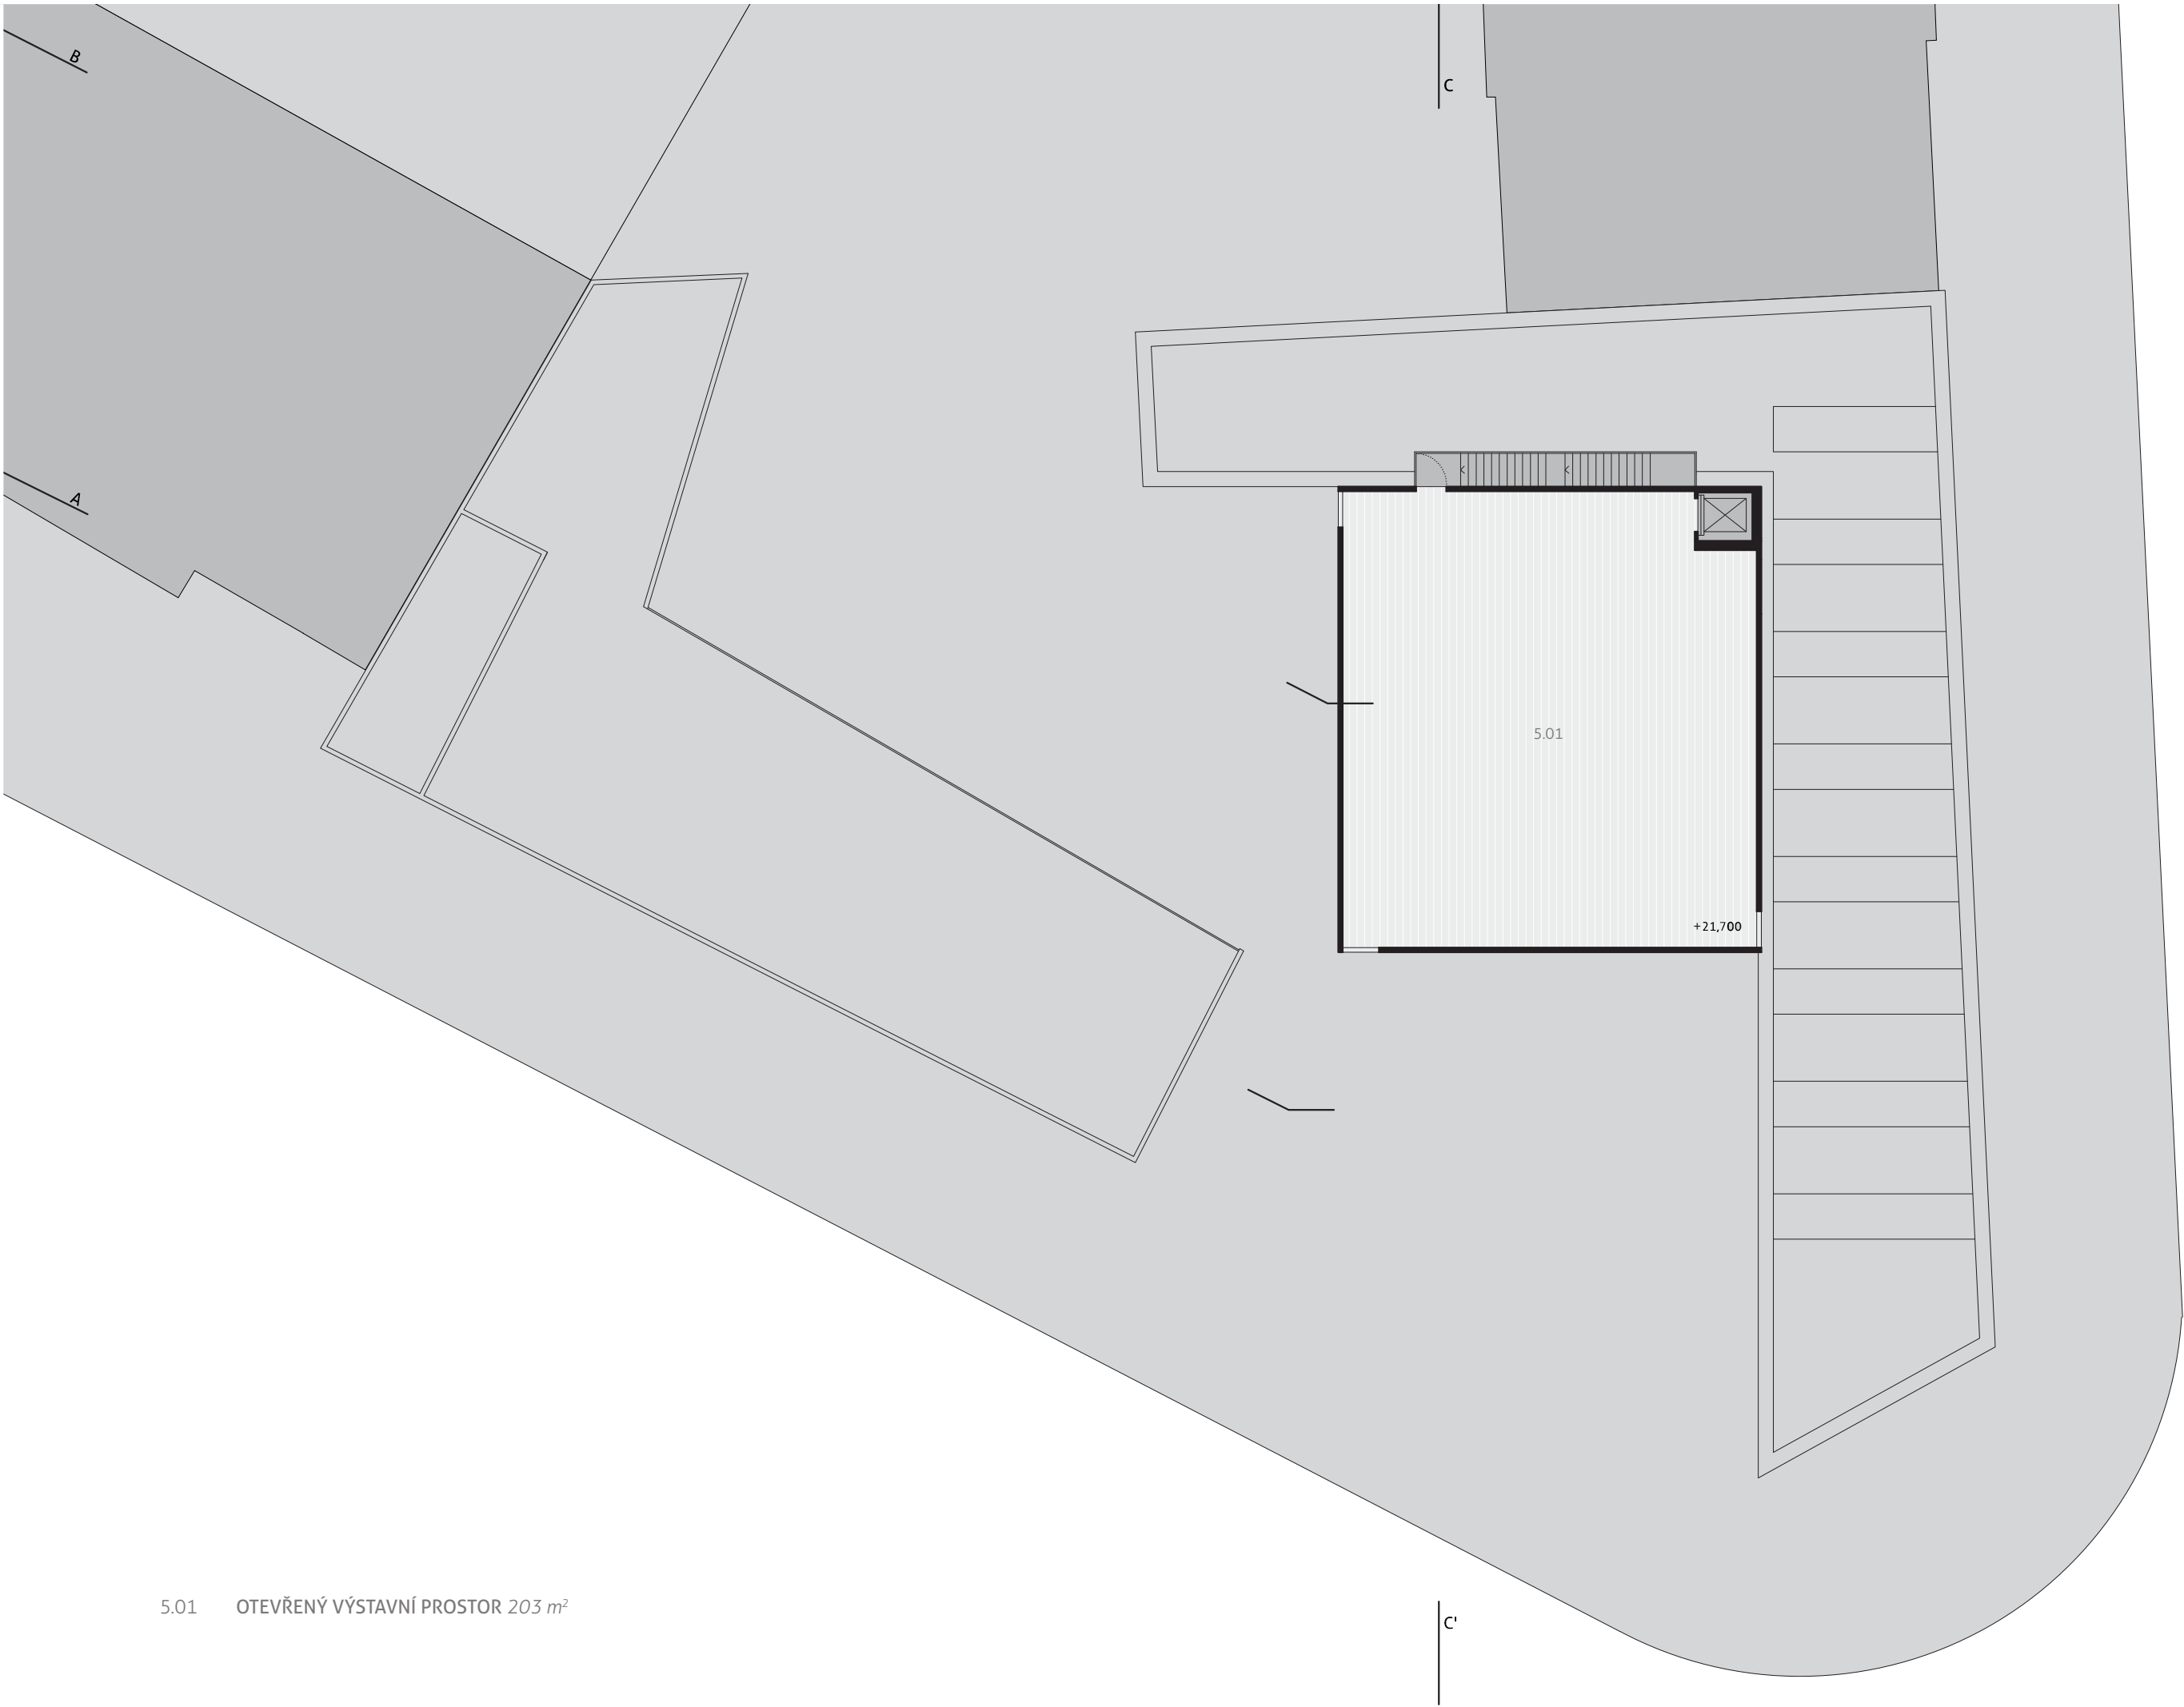 B
C
A
5.01
+21,700
5.01 OTEVŘENÝ VÝSTAVNÍ PROSTOR 203 m²
C'